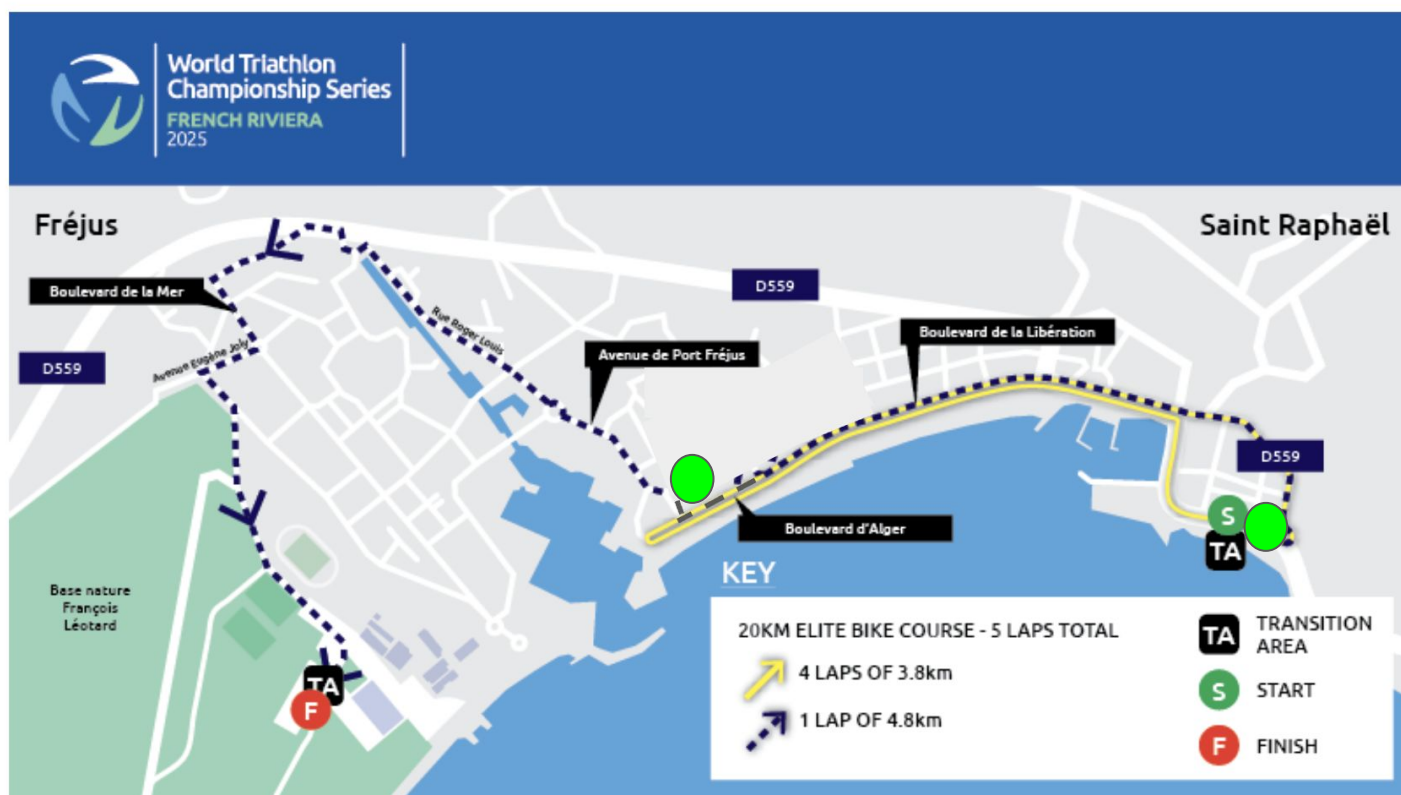 World Triathlon
Championship Series
FRENCH RIVIERA
2025
Fréjus
Saint Raphaël
Boulevard de la Mer
D559
Rue Roger Louis
Boulevard de la Libération
Avenue Eugène Joly
Avenue de Port Fréjus
D559
D559
S
TA
Boulevard d'Alger
KEY
Base nature
François
Léotard
20KM ELITE BIKE COURSE - 5 LAPS TOTAL
4 LAPS OF 3.8km
1 LAP OF 4.8km
TA
TRANSITION
AREA
S
START
F
FINISH
TA
F